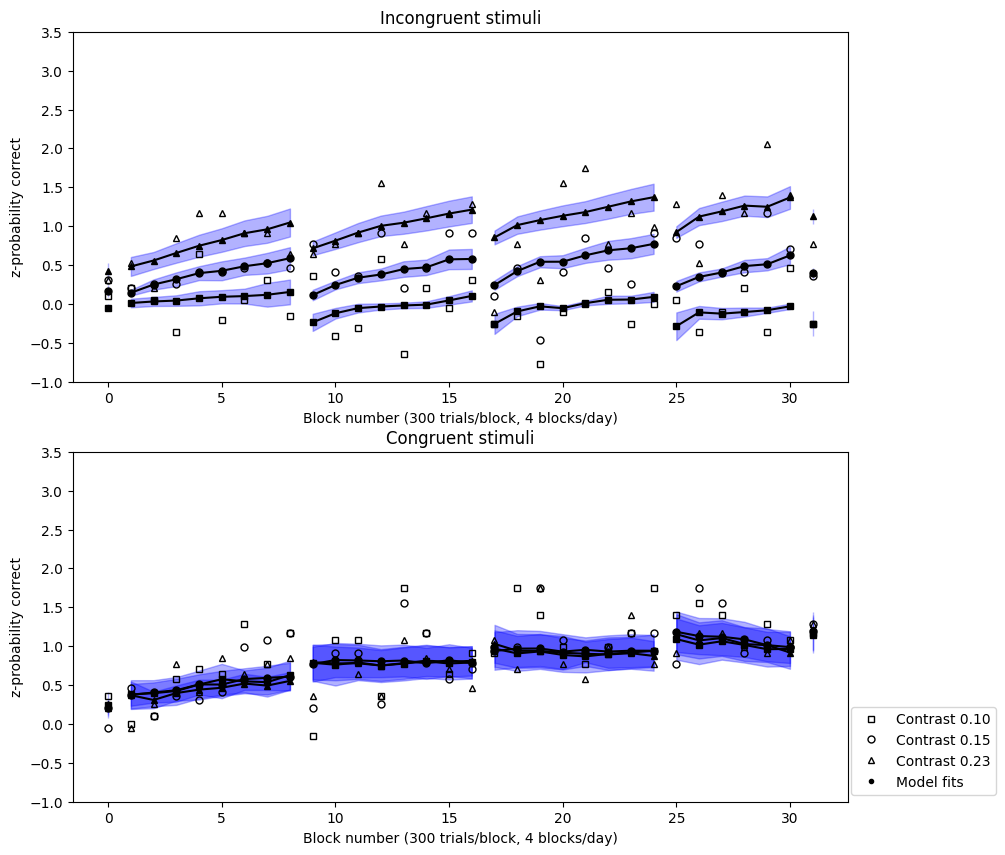 Incongruent stimuli
3.5
3.0
2.5
2.0
1.5
1.0
0.5
0.0
−0.5
−1.0
z-probability correct
0 5 10 15 20 25 30
Block number (300 trials/block, 4 blocks/day)
Congruent stimuli
3.5
3.0
2.5
2.0
1.5
1.0
0.5
0.0
−0.5
−1.0
z-probability correct
0 5 10 15 20 25 30
Block number (300 trials/block, 4 blocks/day)
Contrast 0.10
Contrast 0.15
Contrast 0.23
Model fits